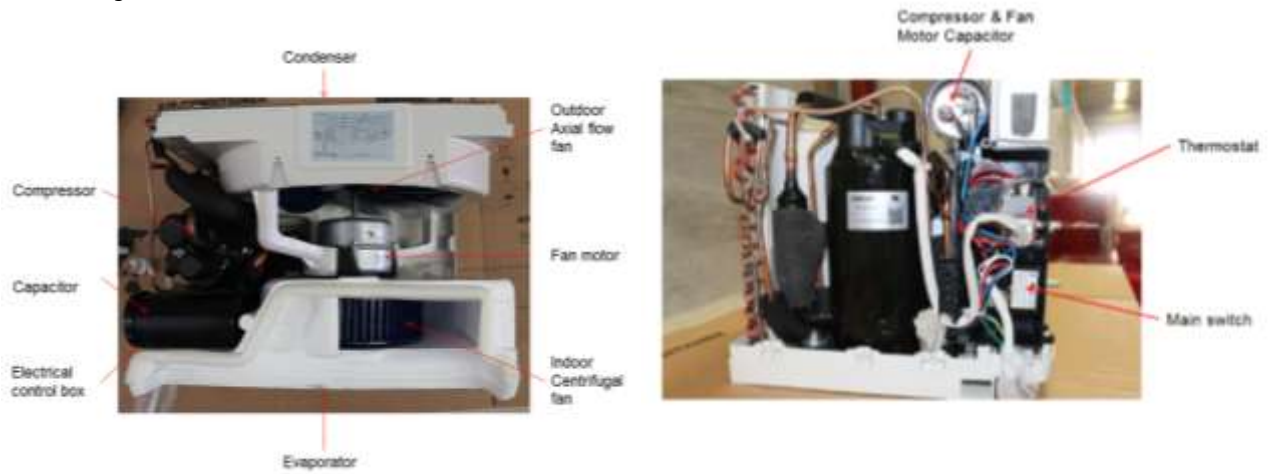 Condenser
Outdoor
Axial flow
fan
Compressor
Fan motor
Capacitor
Electrical
control box
Indoor
Centrifugal
fan
Evaporator
Compressor & Fan
Motor Capacitor
Thermostat
Main switch